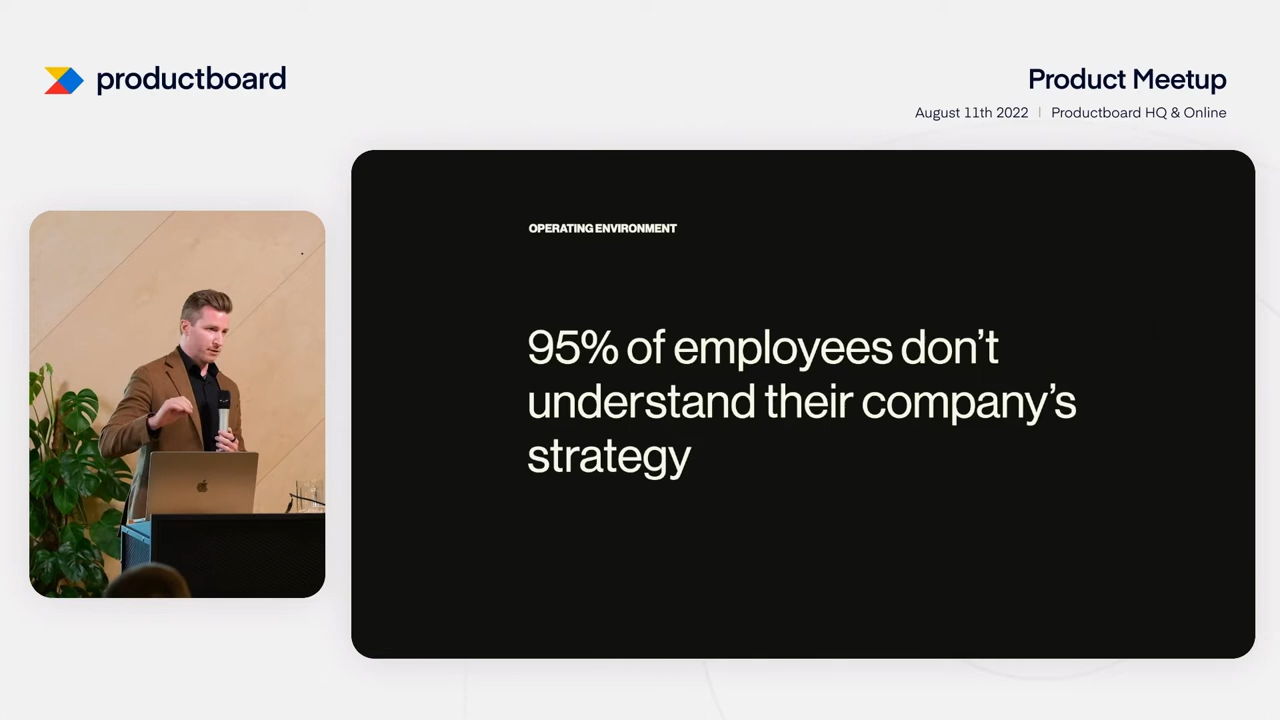 productboard
Product Meetup
August 11th 2022 | Productboard HQ & Online
OPERATING ENVIRONMENT
95% of employees don’t
understand their company’s
strategy